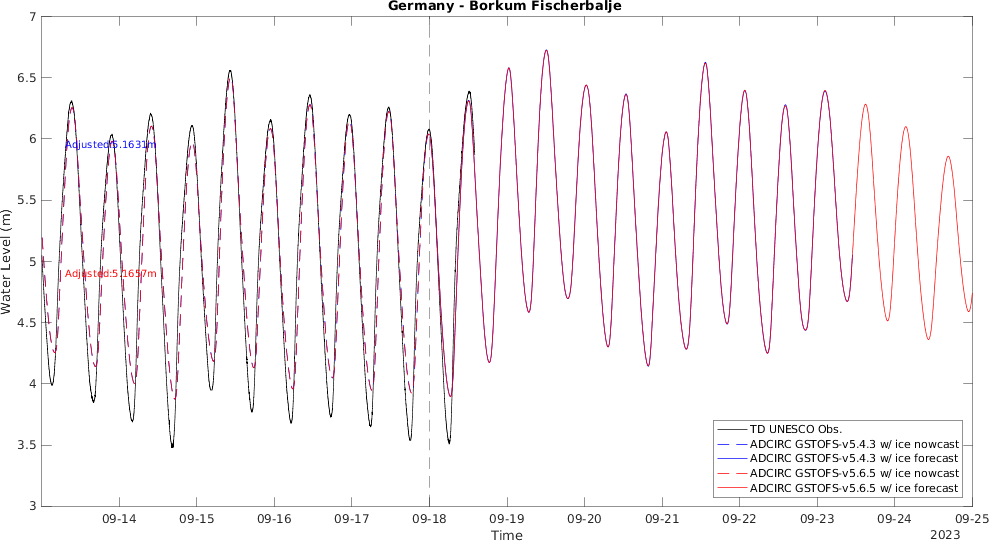 Germany - Borkum Fischerbalje
7
6.5
6
5.5
5
4.5
4
3.5
3
Water Level (m)
Adjusted:5.1631m
Adjusted:5.1657m
TD UNESCO Obs.
ADCIRC GSTOFS-v5.4.3 w/ ice nowcast
ADCIRC GSTOFS-v5.4.3 w/ ice forecast
ADCIRC GSTOFS-v5.6.5 w/ ice nowcast
ADCIRC GSTOFS-v5.6.5 w/ ice forecast
09-14 09-15 09-16 09-17 09-18 09-19 09-20 09-21 09-22 09-23 09-24 09-25
Time
2023